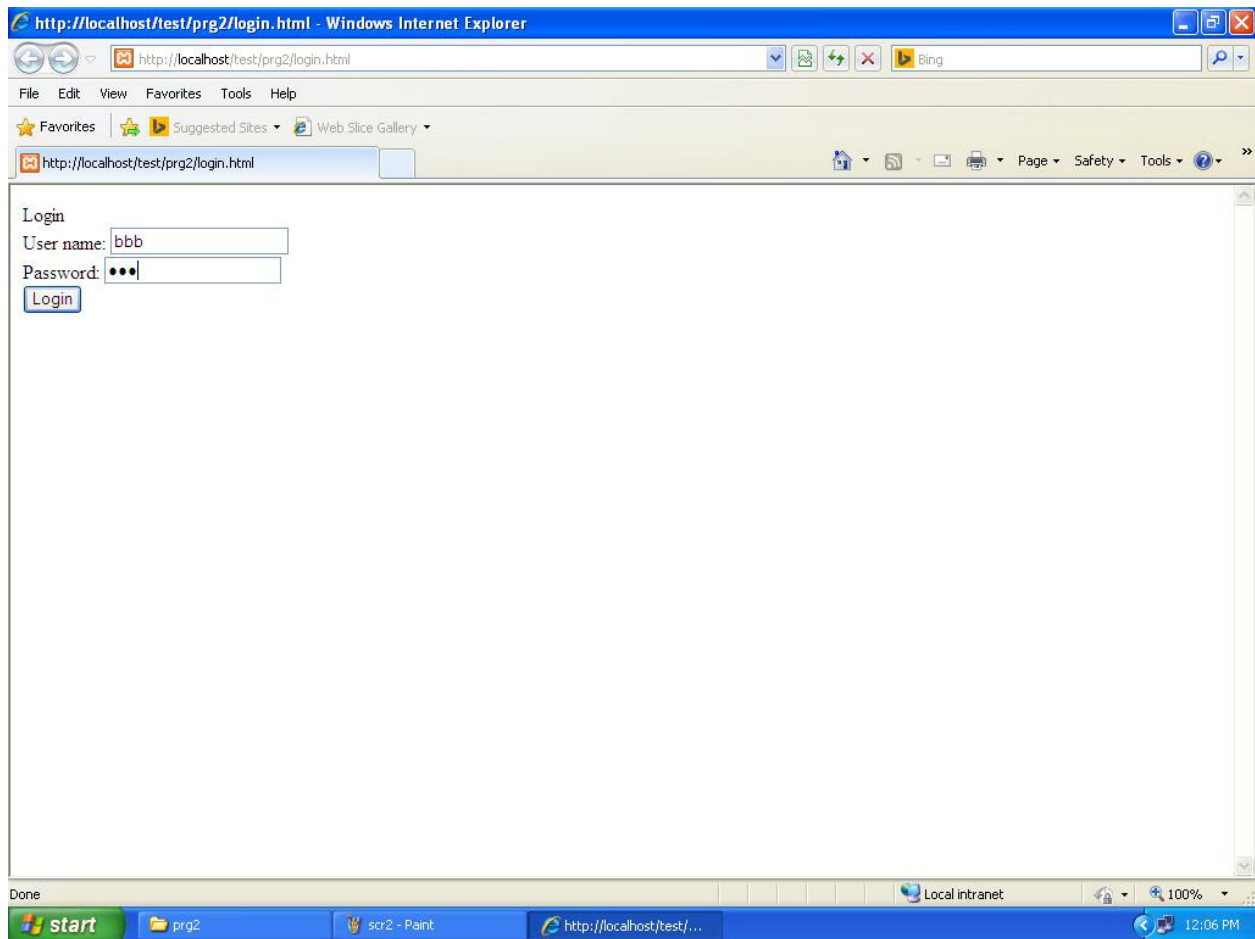 http://localhost/test/prg2/login.html - Windows Internet Explorer
http://localhost/test/prg2/login.html
Bing
File Edit View Favorites Tools Help
Favorites Suggested Sites Web Slice Gallery
http://localhost/test/prg2/login.html Page Safety Tools
Login
User name: bbb
Password: •••
Login
Done Local intranet 100%
start prg2 scr2 - Paint http://localhost/test/... 12:06 PM